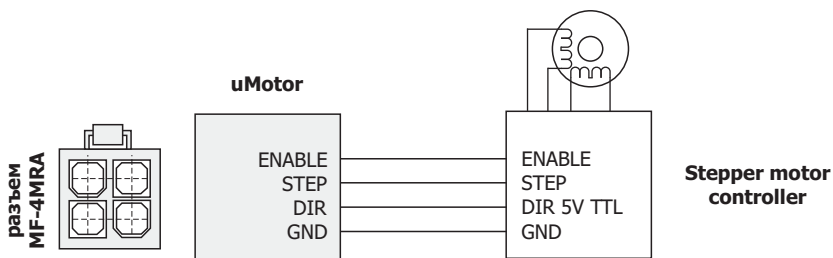 разъем
MF-4MRA
uMotor
ENABLE
STEP
DIR
GND
ENABLE
STEP
DIR 5V TTL
GND
Stepper motor
controller